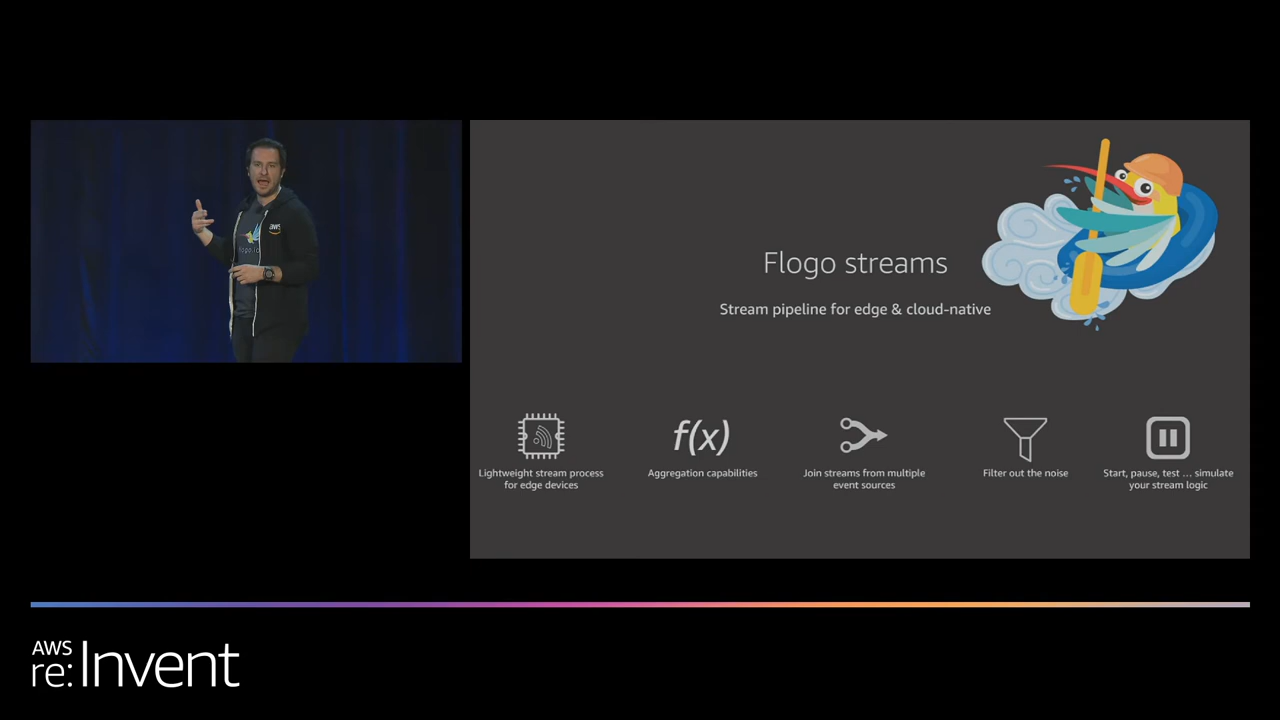 aws
Flogo streams
Stream pipeline for edge & cloud-native
f(x)
Lightweight stream process
for edge devices
Aggregation capabilities
Join streams from multiple
event sources
Filter out the noise
Start, pause, test ... simulate
your stream logic
AWS
re:Invent